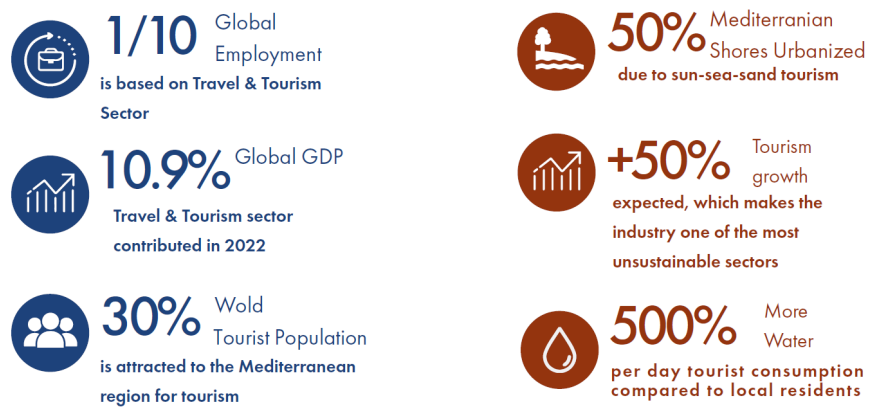 1/10 Global
Employment
is based on Travel & Tourism
Sector
10.9% Global GDP
Travel & Tourism sector
contributed in 2022
30% Wold
Tourist Population
is attracted to the Mediterranean
region for tourism
50% Mediterranian
Shores Urbanized
due to sun-sea-sand tourism
+50% Tourism
growth
expected, which makes the
industry one of the most
unsustainable sectors
500% More
Water
per day tourist consumption
compared to local residents